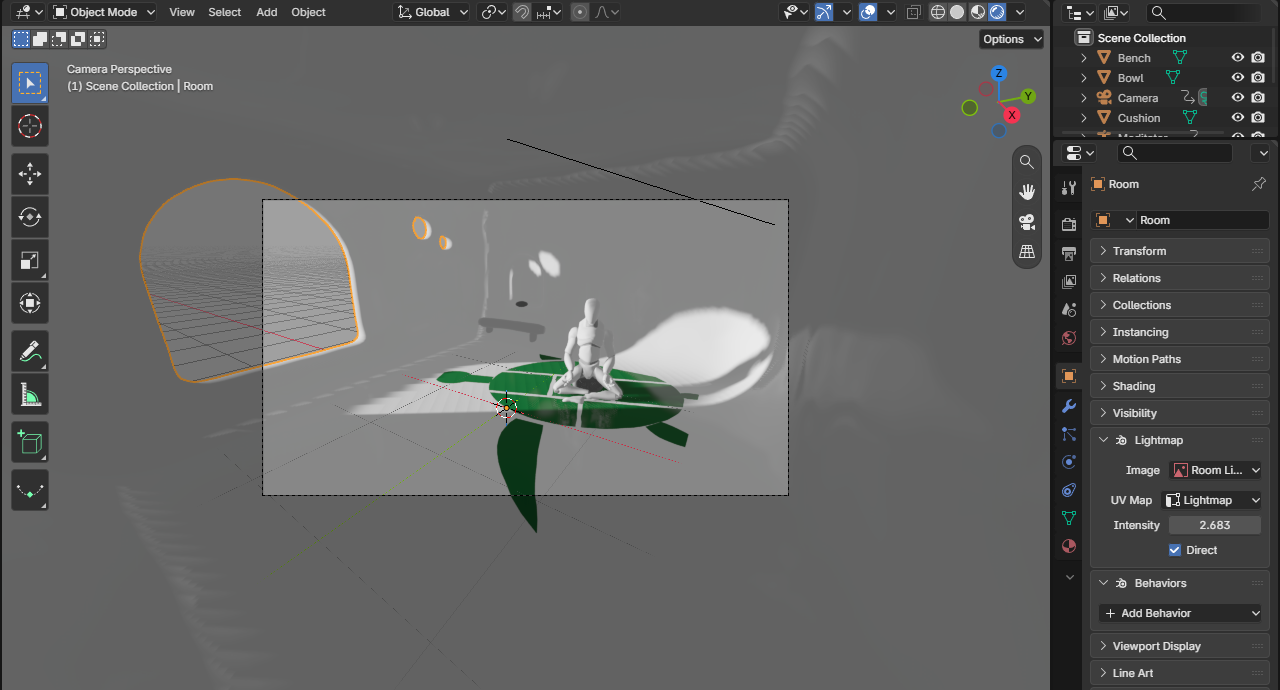 Object Mode View Select Add Object Global
Options
Camera Perspective
(1) Scene Collection | Room
Z
Y
X
Scene Collection
Bench
Bowl
Camera
Cushion
Room
Room
Transform
Relations
Collections
Instancing
Motion Paths
Shading
Visibility
Lightmap
Image Room Li...
UV Map Lightmap
Intensity 2.683
Direct
Behaviors
+ Add Behavior
Viewport Display
Line Art